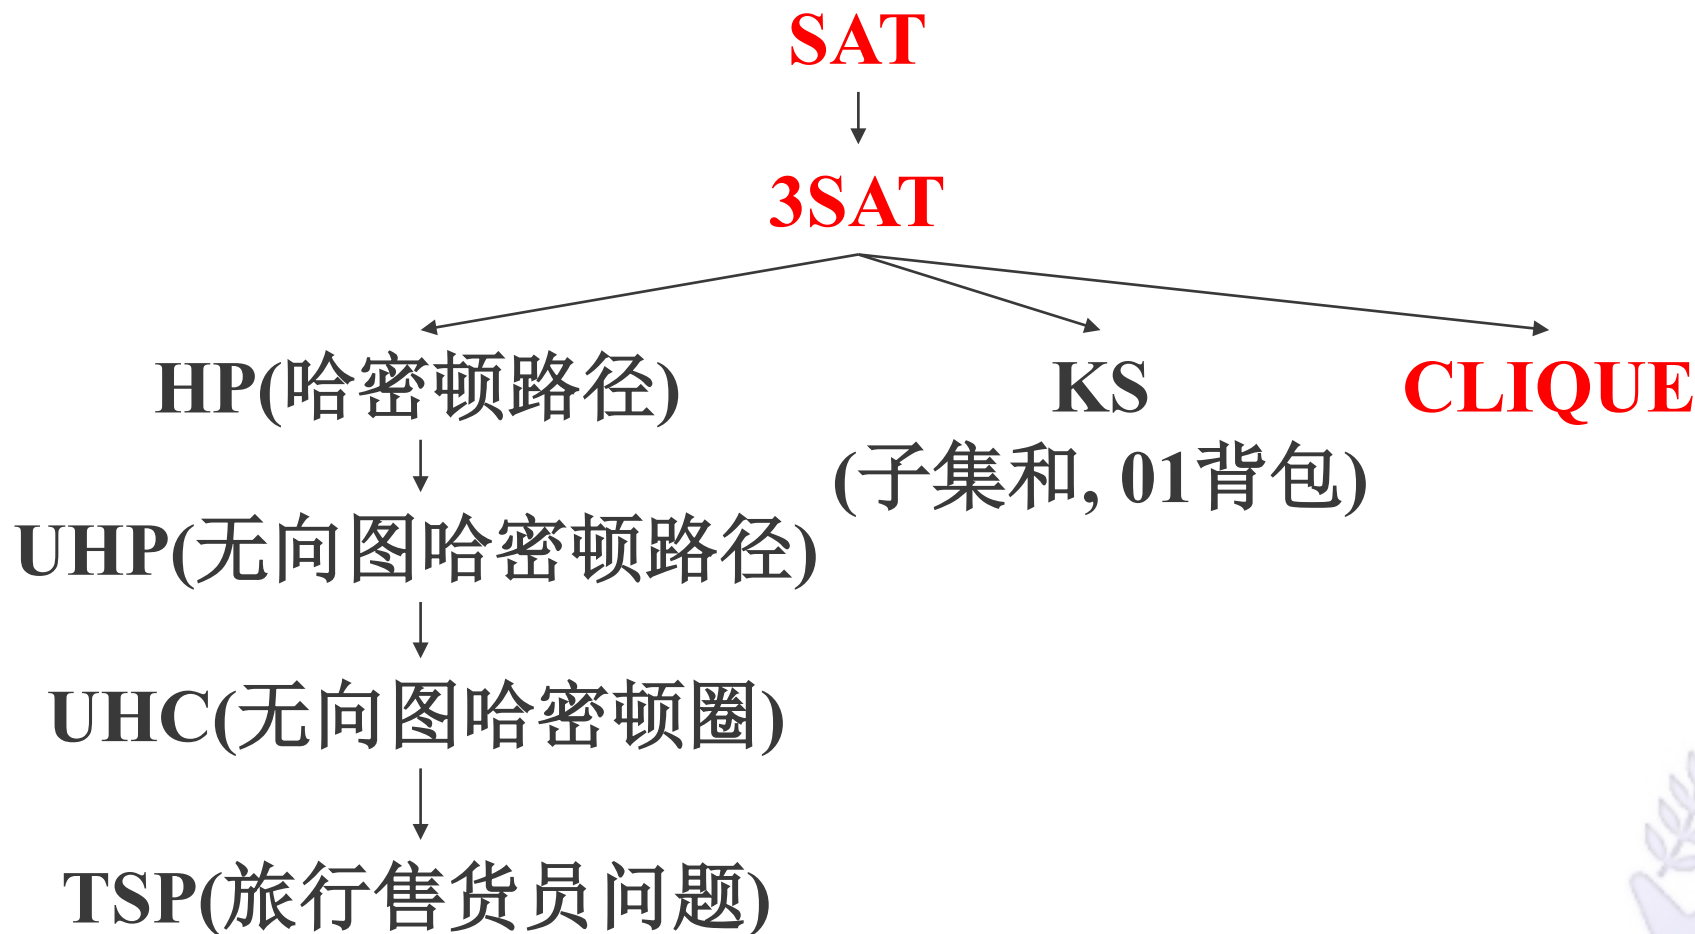 SAT
3SAT
HP(哈密顿路径)
KS
CLIQUE
(子集和, 01背包)
UHP(无向图哈密顿路径)
UHC(无向图哈密顿圈)
TSP(旅行售货员问题)